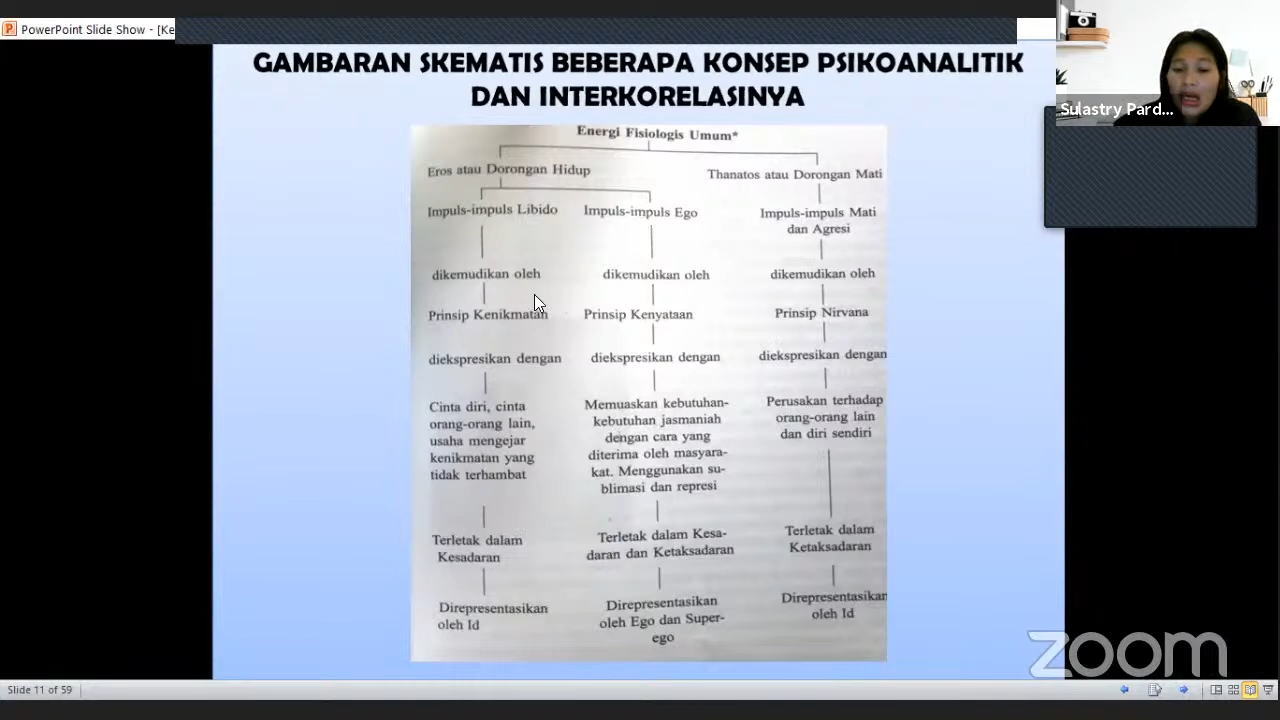 PowerPoint Slide Show - [Ke
GAMBARAN SKEMATIS BEBERAPA KONSEP PSIKOANALITIK
DAN INTERKORELASINYA
Sulastry Pard...
Energi Fisiologis Umum*
Eros atau Dorongan Hidup
Thanatos atau Dorongan Mati
Impuls-impuls Libido
Impuls-impuls Ego
Impuls-impuls Mati
dan Agresi
dikemudikan oleh
dikemudikan oleh
dikemudikan oleh
Prinsip Kenikmatan
Prinsip Kenyataan
Prinsip Nirvana
diekspresikan dengan
diekspresikan dengan
diekspresikan dengan
Cinta diri, cinta
orang-orang lain,
usaha mengejar
kenikmatan yang
tidak terhambat
Memuaskan kebutuhan-
kebutuhan jasmaniah
dengan cara yang
diterima oleh masyara-
kat. Menggunakan su-
blimasi dan represi
Perusakan terhadap
orang-orang lain
dan diri sendiri
Terletak dalam
Kesadaran
Terletak dalam Kesa-
daran dan Ketaksadaran
Terletak dalam
Ketaksadaran
Direpresentasikan
oleh Id
Direpresentasikan
oleh Ego dan Super-
ego
Direpresentasikan
oleh Id
zoom
Slide 11 of 59